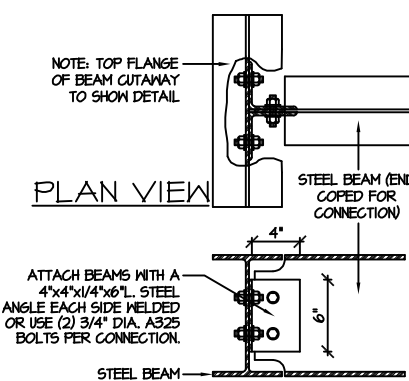 NOTE: TOP FLANGE
OF BEAM CUTAWAY
TO SHOW DETAIL
PLAN VIEW
STEEL BEAM (END
COPED FOR
CONNECTION)
4"
ATTACH BEAMS WITH A
4"x4"x1/4"x6"L. STEEL
ANGLE EACH SIDE WELDED
OR USE (2) 3/4" DIA. A325
BOLTS PER CONNECTION.
6"
STEEL BEAM